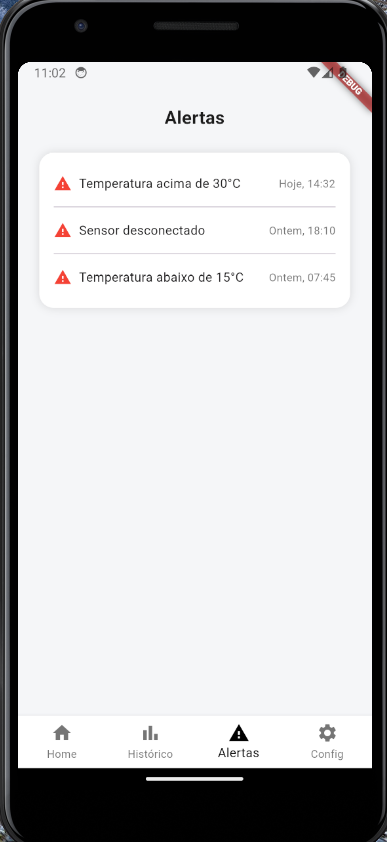 11:02
DEBUG
Alertas
Temperatura acima de 30°C Hoje, 14:32
Sensor desconectado Ontem, 18:10
Temperatura abaixo de 15°C Ontem, 07:45
Home Histórico Alertas Config